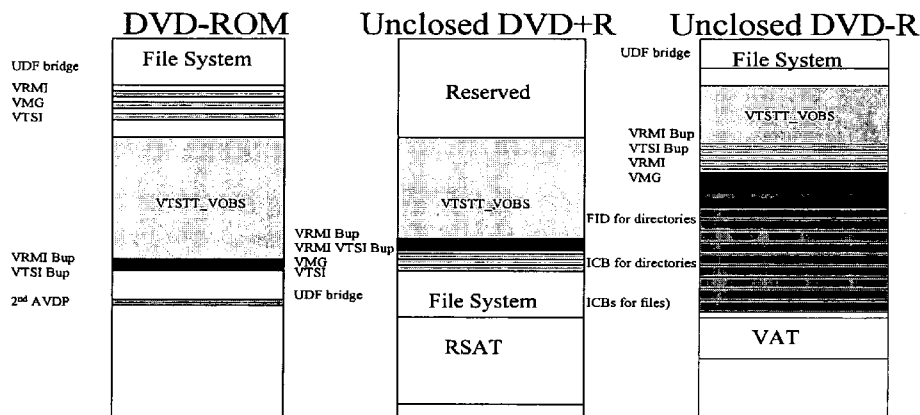 DVD-ROM
UDF bridge
File System
VRMI
VMG
VTSI
VTSTT_VOBS
VRMI Bup
VTSI Bup
2nd AVDP
Unclosed DVD+R
Reserved
VTSTT_VOBS
VRMI Bup
VRMI VTSI Bup
VMG
VTSI
UDF bridge
File System
RSAT
Unclosed DVD-R
UDF bridge
File System
VTSTT_VOBS
VRMI Bup
VTSI Bup
VRMI
VMG
FID for directories
ICB for directories
ICBs for files)
VAT